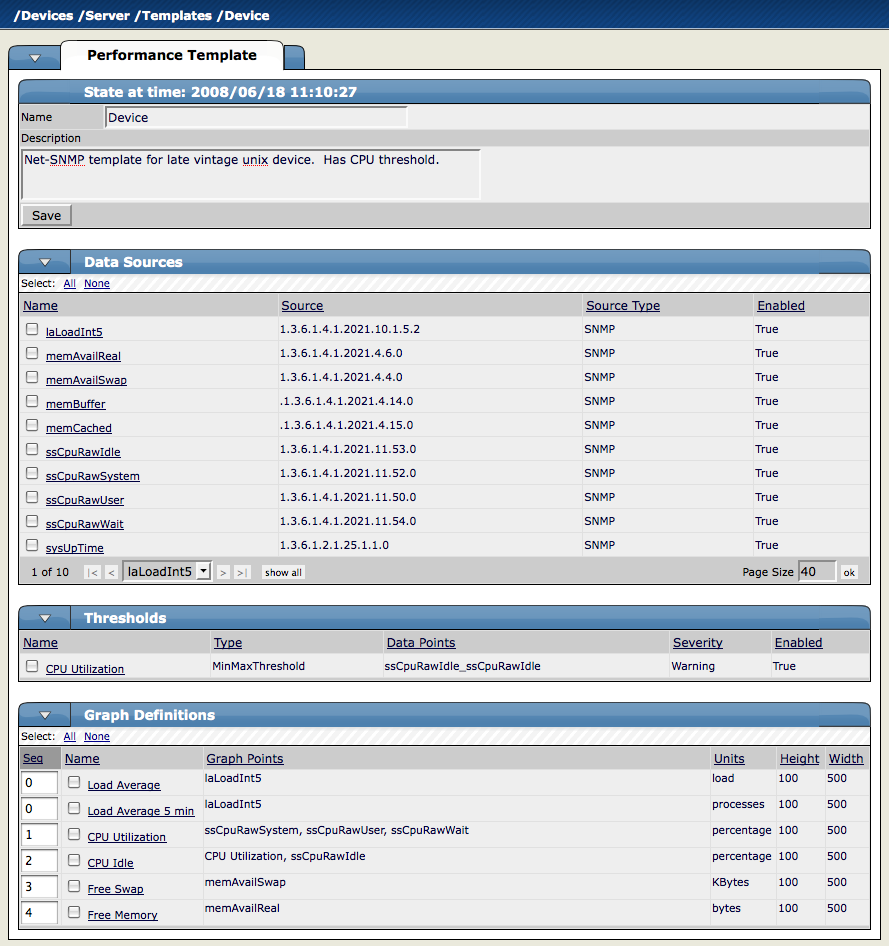 /Devices /Server /Templates /Device
Performance Template
State at time: 2008/06/18 11:10:27
Name Device
Description
Net-SNMP template for late vintage unix device. Has CPU threshold.
Save
Data Sources
Select: All None
Name Source Source Type Enabled
laLoadInt5 1.3.6.1.4.1.2021.10.1.5.2 SNMP True
memAvailReal 1.3.6.1.4.1.2021.4.6.0 SNMP True
memAvailSwap 1.3.6.1.4.1.2021.4.4.0 SNMP True
memBuffer .1.3.6.1.4.1.2021.4.14.0 SNMP True
memCached .1.3.6.1.4.1.2021.4.15.0 SNMP True
ssCpuRawIdle 1.3.6.1.4.1.2021.11.53.0 SNMP True
ssCpuRawSystem 1.3.6.1.4.1.2021.11.52.0 SNMP True
ssCpuRawUser 1.3.6.1.4.1.2021.11.50.0 SNMP True
ssCpuRawWait 1.3.6.1.4.1.2021.11.54.0 SNMP True
sysUpTime 1.3.6.1.2.1.25.1.1.0 SNMP True
1 of 10 |< < laLoadInt5 > >| show all Page Size 40 ok
Thresholds
Name Type Data Points Severity Enabled
CPU Utilization MinMaxThreshold ssCpuRawIdle_ssCpuRawIdle Warning True
Graph Definitions
Select: All None
Seq Name Graph Points Units Height Width
0 Load Average laLoadInt5 load 100 500
0 Load Average 5 min laLoadInt5 processes 100 500
1 CPU Utilization ssCpuRawSystem, ssCpuRawUser, ssCpuRawWait percentage 100 500
2 CPU Idle CPU Utilization, ssCpuRawIdle percentage 100 500
3 Free Swap memAvailSwap KBytes 100 500
4 Free Memory memAvailReal bytes 100 500